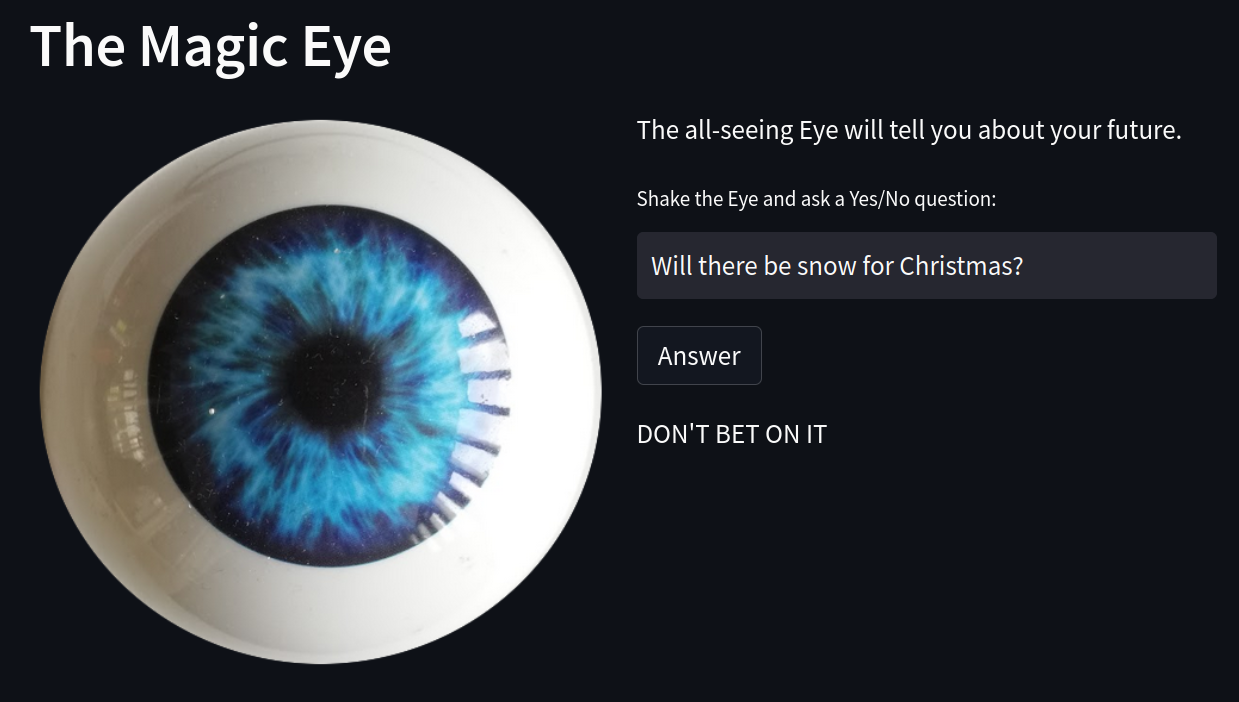 The Magic Eye
The all-seeing Eye will tell you about your future.
Shake the Eye and ask a Yes/No question:
Will there be snow for Christmas?
Answer
DON'T BET ON IT